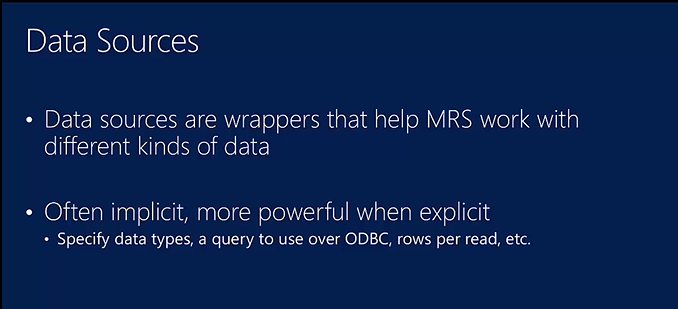 Data Sources
• Data sources are wrappers that help MRS work with
different kinds of data
• Often implicit, more powerful when explicit
• Specify data types, a query to use over ODBC, rows per read, etc.